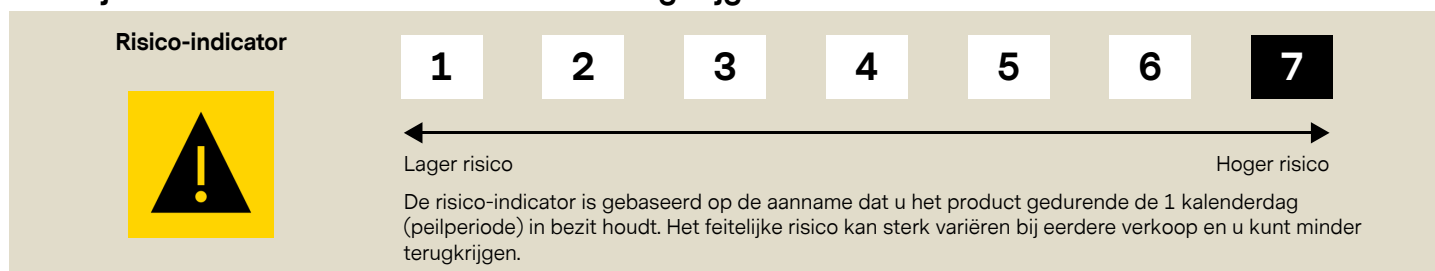 Risico-indicator
1 2 3 4 5 6 7
Lager risico Hoger risico
De risico-indicator is gebaseerd op de aanname dat u het product gedurende de 1 kalenderdag
(peilperiode) in bezit houdt. Het feitelijke risico kan sterk variëren bij eerdere verkoop en u kunt minder
terugkrijgen.